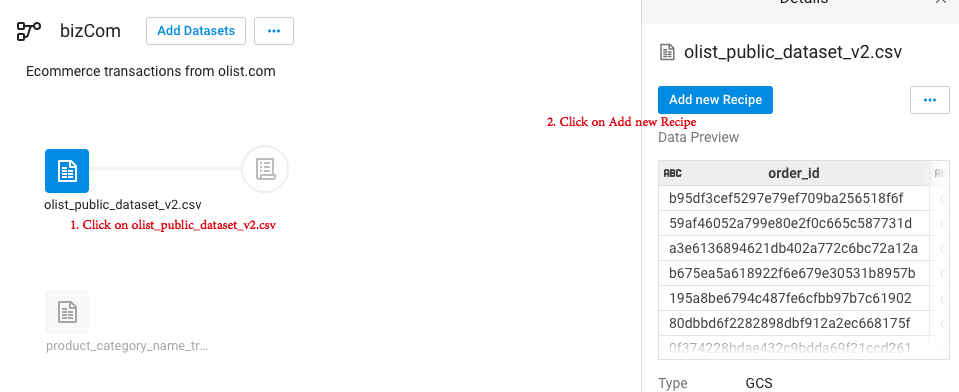 Details
bizCom
Add Datasets
Ecommerce transactions from olist.com
olist_public_dataset_v2.csv
1. Click on olist_public_dataset_v2.csv
product_category_name_tr...
olist_public_dataset_v2.csv
Add new Recipe
2. Click on Add new Recipe
Data Preview
ABC order_id AB
b95df3cef5297e79ef709ba256518f6f
59af46052a799e80e2f0c665c587731d
a3e6136894621db402a772c6bc72a12a
b675ea5a618922f6e679e30531b8957b
195a8be6794c487fe6cfbb97b7c61902
80dbbd6f2282898dbf912a2ec668175f
0f374228bdae432c9bdda69f21ccd261
Type GCS